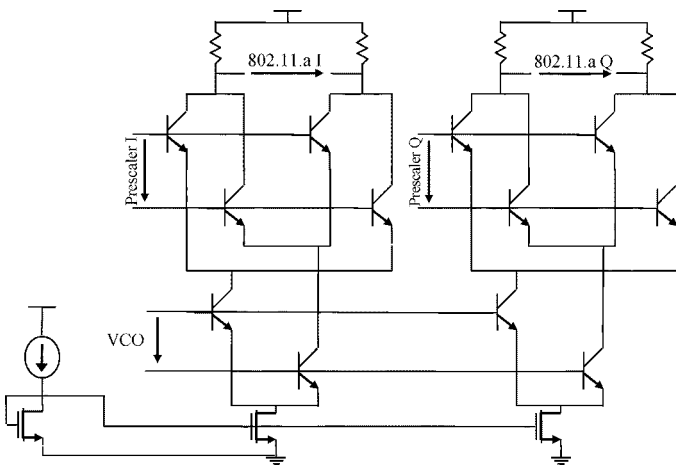 802.11.a I
802.11.a Q
Prescaler I
Prescaler Q
VCO